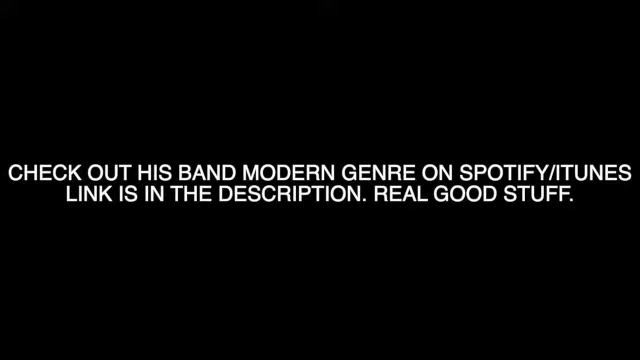 CHECK OUT HIS BAND MODERN GENRE ON SPOTIFY/ITUNES
LINK IS IN THE DESCRIPTION. REAL GOOD STUFF.